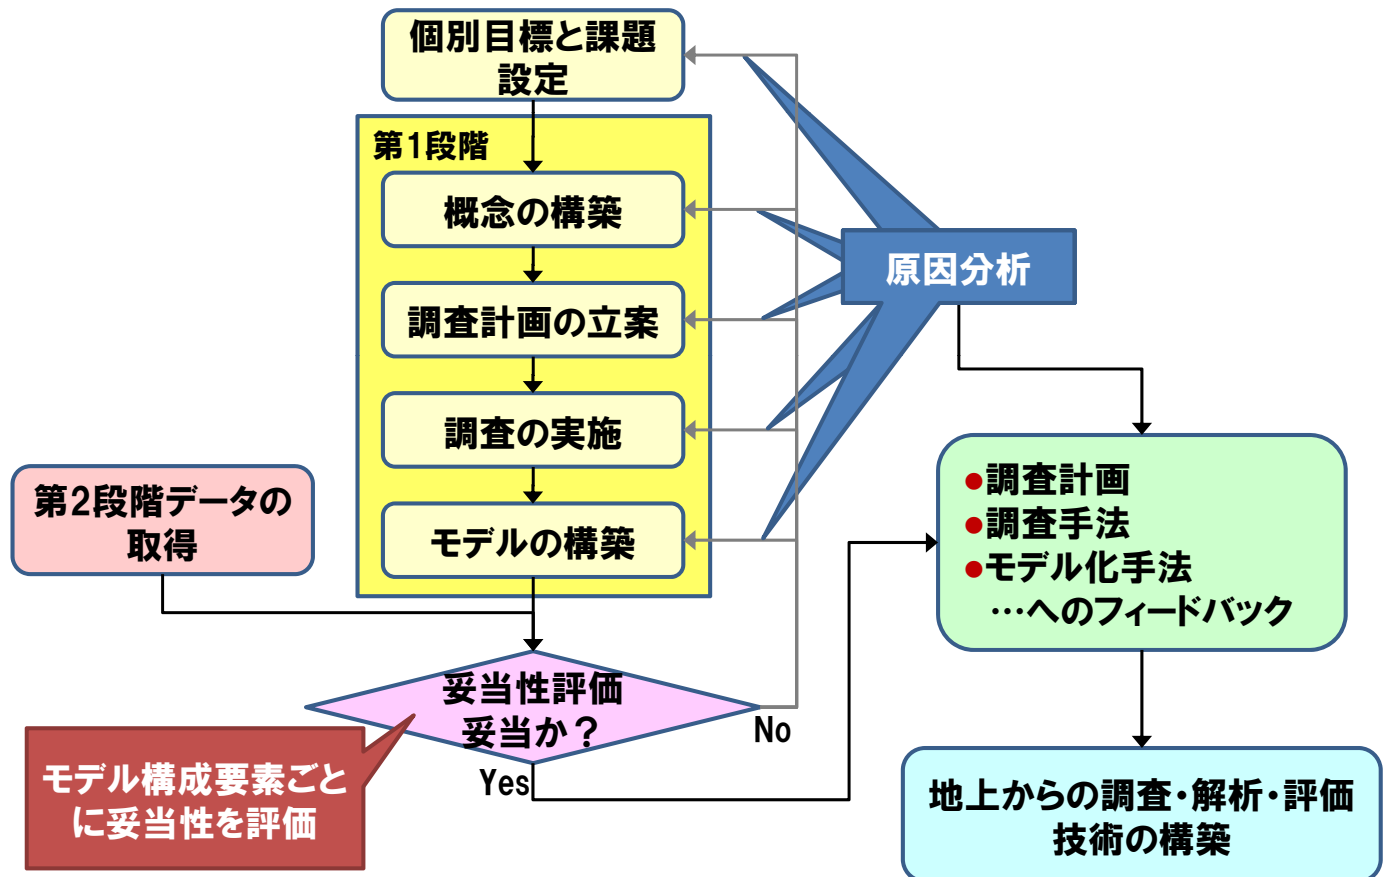 個別目標と課題
設定
第1段階
概念の構築
調査計画の立案
調査の実施
モデルの構築
第2段階データの
取得
妥当性評価
妥当か？
No
Yes
モデル構成要素ごと
に妥当性を評価
原因分析
●調査計画
●調査手法
●モデル化手法
…へのフィードバック
地上からの調査・解析・評価
技術の構築